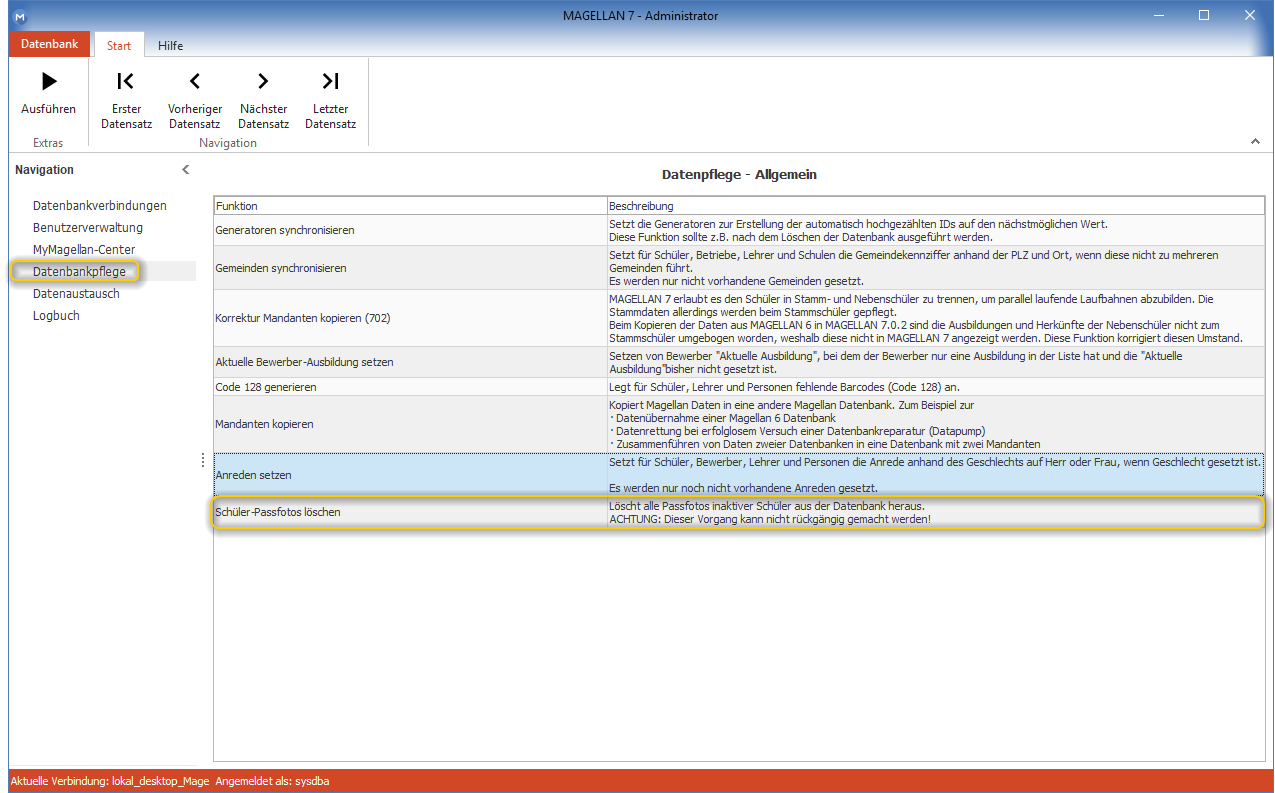 M
MAGELLAN 7 - Administrator
Datenbank
Start
Hilfe
Ausführen
Erster
Datensatz
Vorheriger
Datensatz
Nächster
Datensatz
Letzter
Datensatz
Extras
Navigation
Navigation
Datenbankverbindungen
Benutzerverwaltung
MyMagellan-Center
Datenbankpflege
Datenaustausch
Logbuch
Datenpflege - Allgemein
Funktion
Beschreibung
Generatoren synchronisieren
Setzt die Generatoren zur Erstellung der automatisch hochgezählten IDs auf den nächstmöglichen Wert.
Diese Funktion sollte z.B. nach dem Löschen der Datenbank ausgeführt werden.
Gemeinden synchronisieren
Setzt für Schüler, Betriebe, Lehrer und Schulen die Gemeindekennziffer anhand der PLZ und Ort, wenn diese nicht zu mehreren
Gemeinden führt.
Es werden nur nicht vorhandene Gemeinden gesetzt.
Korrektur Mandanten kopieren (702)
MAGELLAN 7 erlaubt es den Schüler in Stamm- und Nebenschüler zu trennen, um parallel laufende Laufbahnen abzubilden. Die
Stammdaten allerdings werden beim Stammschüler gepflegt.
Beim Kopieren der Daten aus MAGELLAN 6 in MAGELLAN 7.0.2 sind die Ausbildungen und Herkünfte der Nebenschüler nicht zum
Stammschüler umgebogen worden, weshalb diese nicht in MAGELLAN 7 angezeigt werden. Diese Funktion korrigiert diesen Umstand.
Aktuelle Bewerber-Ausbildung setzen
Setzen von Bewerber "Aktuelle Ausbildung", bei dem der Bewerber nur eine Ausbildung in der Liste hat und die "Aktuelle
Ausbildung"bisher nicht gesetzt ist.
Code 128 generieren
Legt für Schüler, Lehrer und Personen fehlende Barcodes (Code 128) an.
Mandanten kopieren
Kopiert Magellan Daten in eine andere Magellan Datenbank. Zum Beispiel zur
· Datenübernahme einer Magellan 6 Datenbank
· Datenrettung bei erfolglosem Versuch einer Datenbankreparatur (Datapump)
· Zusammenführen von Daten zweier Datenbanken in eine Datenbank mit zwei Mandanten
Anreden setzen
Setzt für Schüler, Bewerber, Lehrer und Personen die Anrede anhand des Geschlechts auf Herr oder Frau, wenn Geschlecht gesetzt ist.
Es werden nur noch nicht vorhandene Anreden gesetzt.
Schüler-Passfotos löschen
Löscht alle Passfotos inaktiver Schüler aus der Datenbank heraus.
ACHTUNG: Dieser Vorgang kann nicht rückgängig gemacht werden!
Aktuelle Verbindung: lokal_desktop_Mage Angemeldet als: sysdba